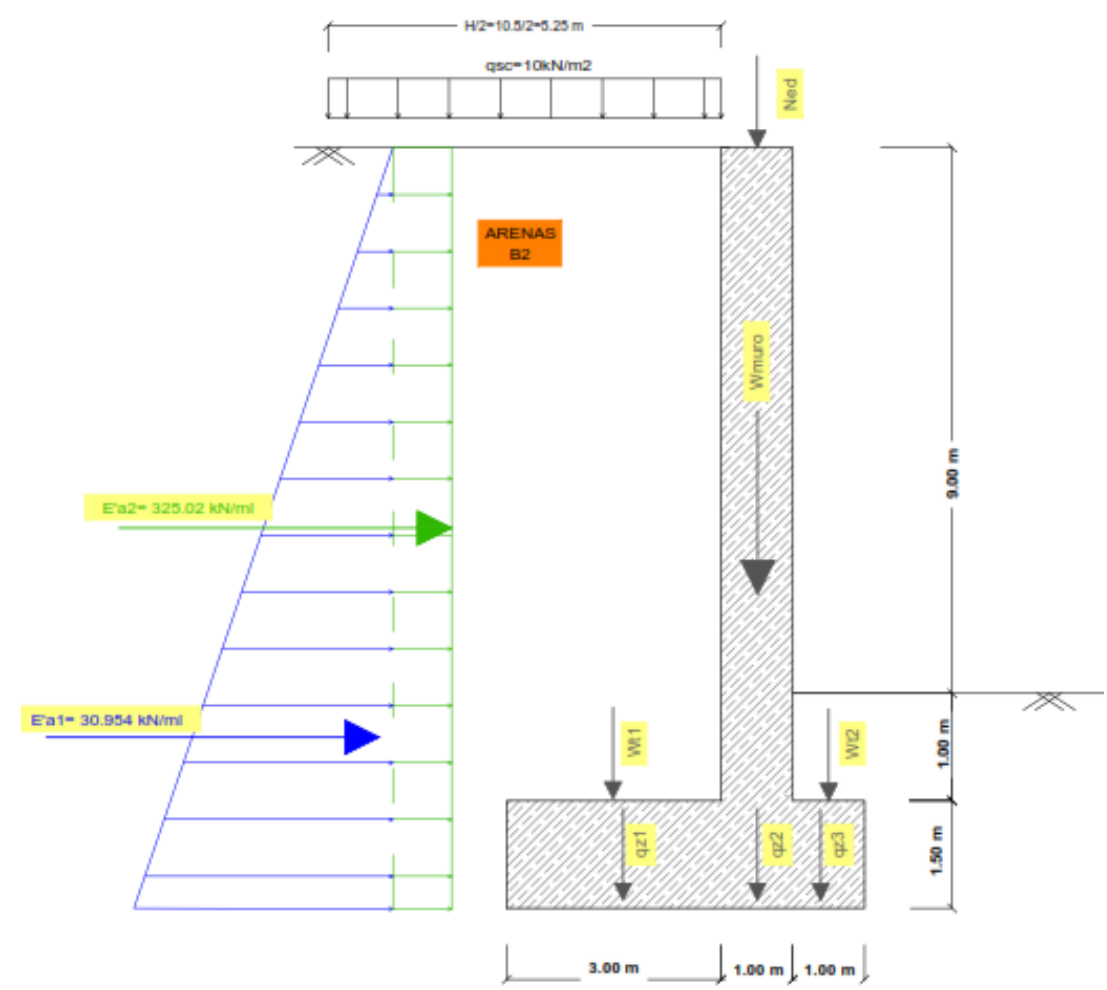 H/2=10.5/2=5.25 m
qsc=10kN/m2
Ned
ARENAS
B2
Wmuro
9.00 m
E'a2= 325.02 kN/ml
E'a1= 30.954 kN/ml
Wt1
Wt2
1.00 m
qz1
qz2
qz3
1.50 m
3.00 m
1.00 m
1.00 m